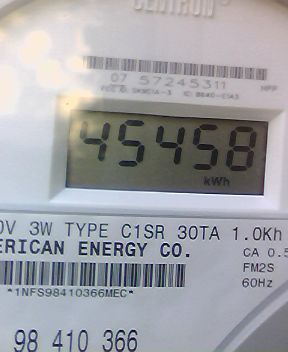 CENTRON®
07 57245311
45458
kWh
0V 3W TYPE C1SR 30TA 1.0Kh
ERICAN ENERGY CO.
CA 0.5
*1NFS98410366MEC*
FM2S
60Hz
98 410 366